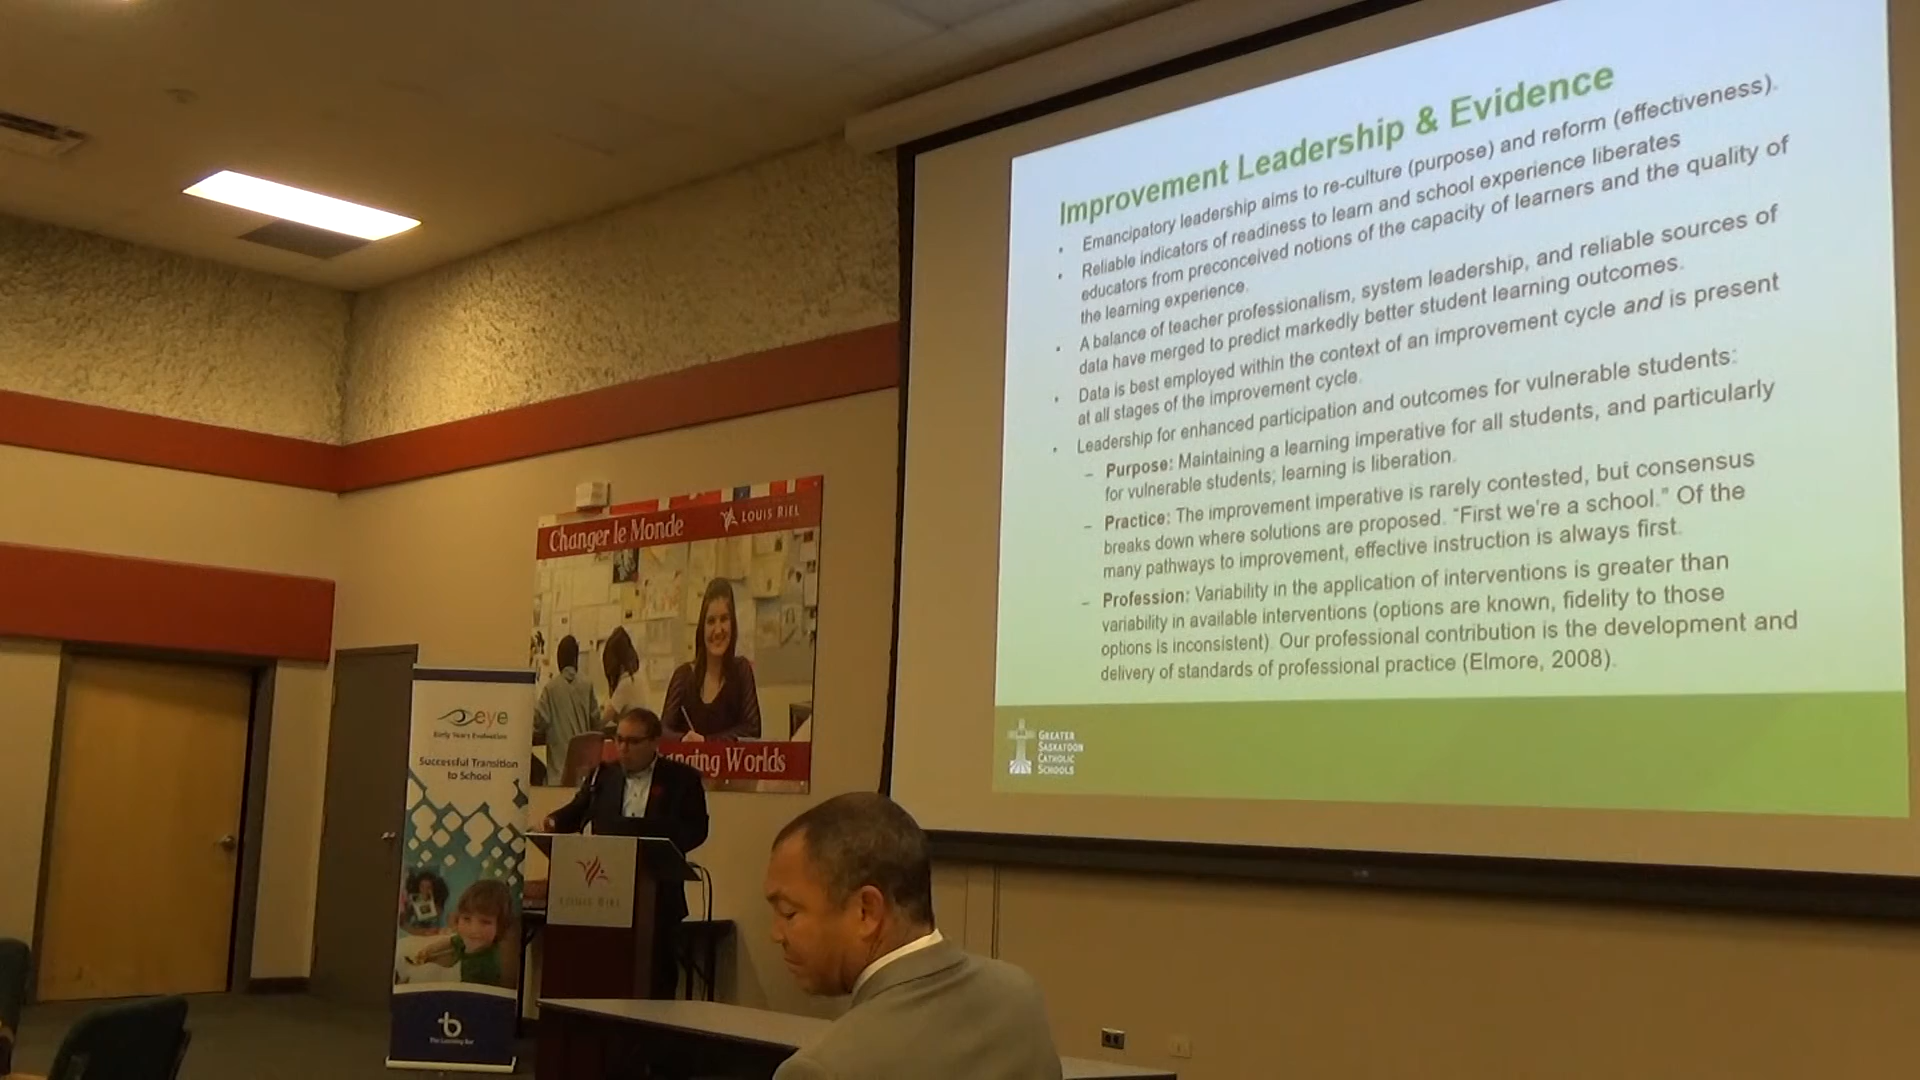 Improvement Leadership & Evidence
• Emancipatory leadership aims to re-culture (purpose) and reform (effectiveness).
• Reliable indicators of readiness to learn and school experience liberates
educators from preconceived notions of the capacity of learners and the quality of
the learning experience.
• A balance of teacher professionalism, system leadership, and reliable sources of
data have merged to predict markedly better student learning outcomes.
• Data is best employed within the context of an improvement cycle and is present
at all stages of the improvement cycle.
• Leadership for enhanced participation and outcomes for vulnerable students:
– Purpose: Maintaining a learning imperative for all students, and particularly
for vulnerable students; learning is liberation.
– Practice: The improvement imperative is rarely contested, but consensus
breaks down where solutions are proposed. “First we're a school.” Of the
many pathways to improvement, effective instruction is always first.
– Profession: Variability in the application of interventions is greater than
variability in available interventions (options are known, fidelity to those
options is inconsistent). Our professional contribution is the development and
delivery of standards of professional practice (Elmore, 2008).
GREATER
SASKATOON
CATHOLIC
SCHOOLS
Changer le Monde
LOUIS RIEL
anging Worlds
eye
Early Years Evaluation
Successful Transition
to School
LOUIS RIEL
The Learning Bar